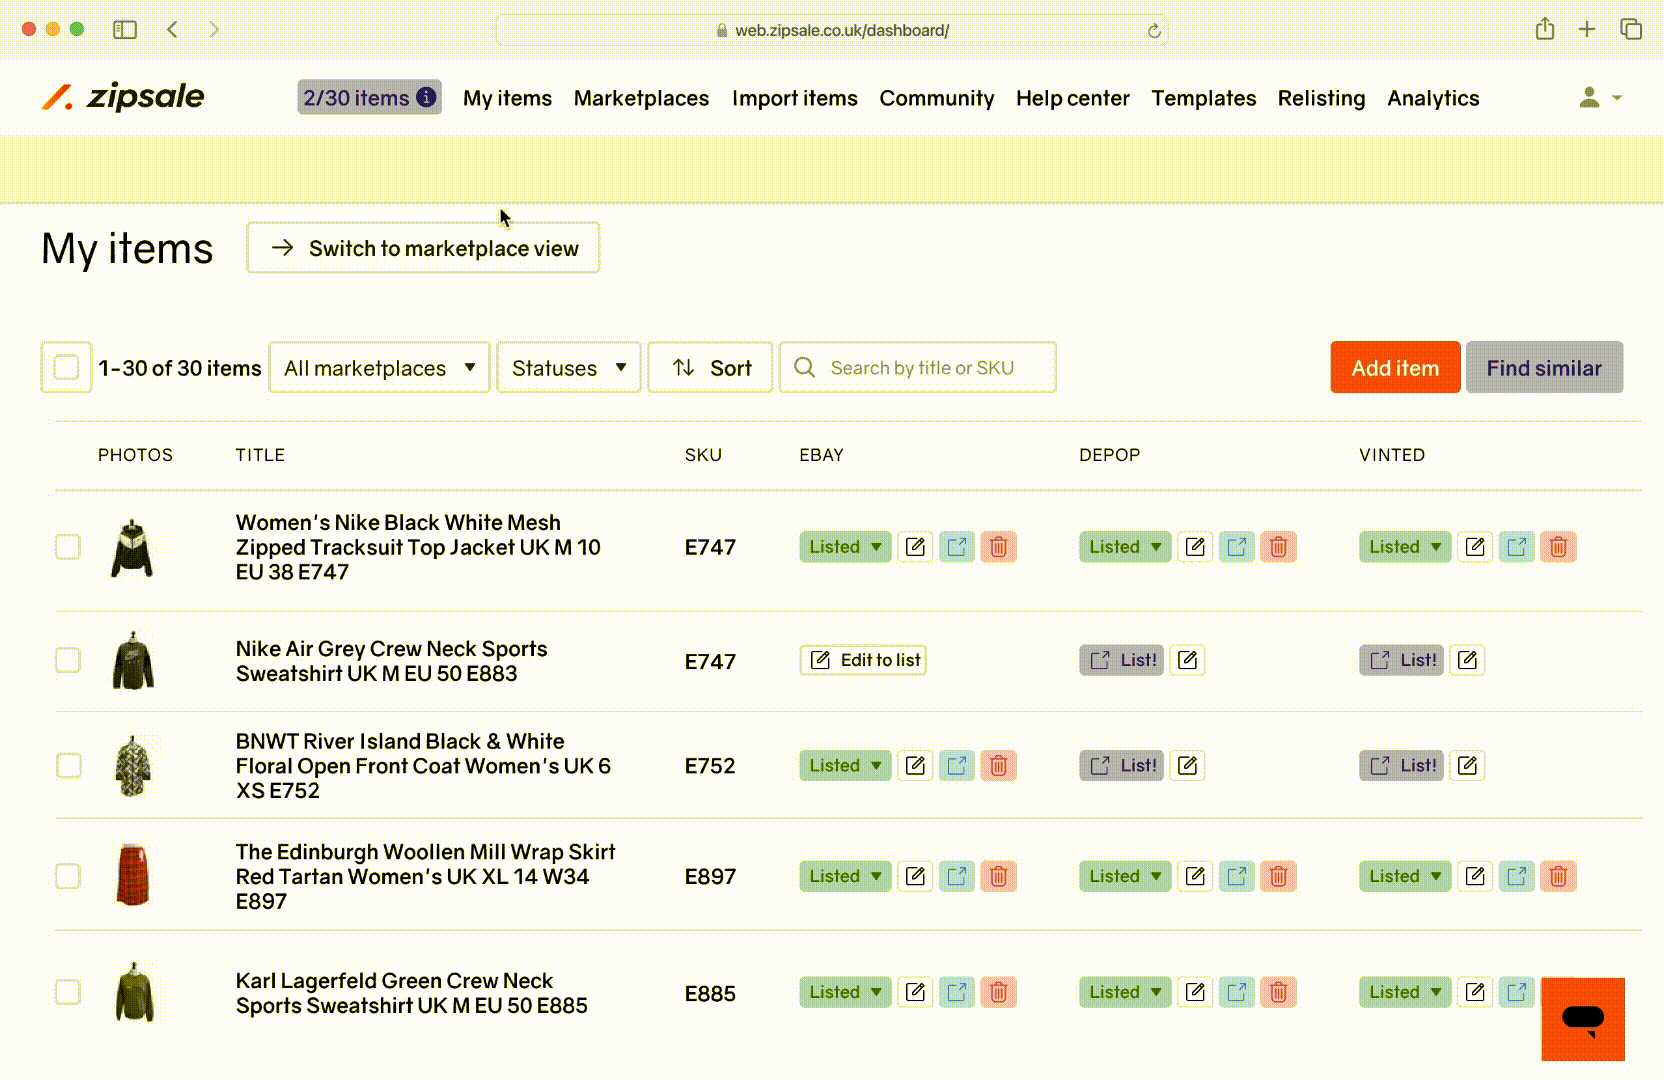 web.zipsale.co.uk/dashboard/
zipsale
2/30 items
My items
Marketplaces
Import items
Community
Help center
Templates
Relisting
Analytics
My items
Switch to marketplace view
1-30 of 30 items
All marketplaces
Statuses
Sort
Search by title or SKU
Add item
Find similar
PHOTOS
TITLE
SKU
EBAY
DEPOP
VINTED
Women's Nike Black White Mesh
Zipped Tracksuit Top Jacket UK M 10
EU 38 E747
E747
Listed
Listed
Listed
Nike Air Grey Crew Neck Sports
Sweatshirt UK M EU 50 E883
E747
Edit to list
List!
List!
BNWT River Island Black & White
Floral Open Front Coat Women's UK 6
XS E752
E752
Listed
List!
List!
The Edinburgh Woollen Mill Wrap Skirt
Red Tartan Women's UK XL 14 W34
E897
E897
Listed
Listed
Listed
Karl Lagerfeld Green Crew Neck
Sports Sweatshirt UK M EU 50 E885
E885
Listed
Listed
Listed